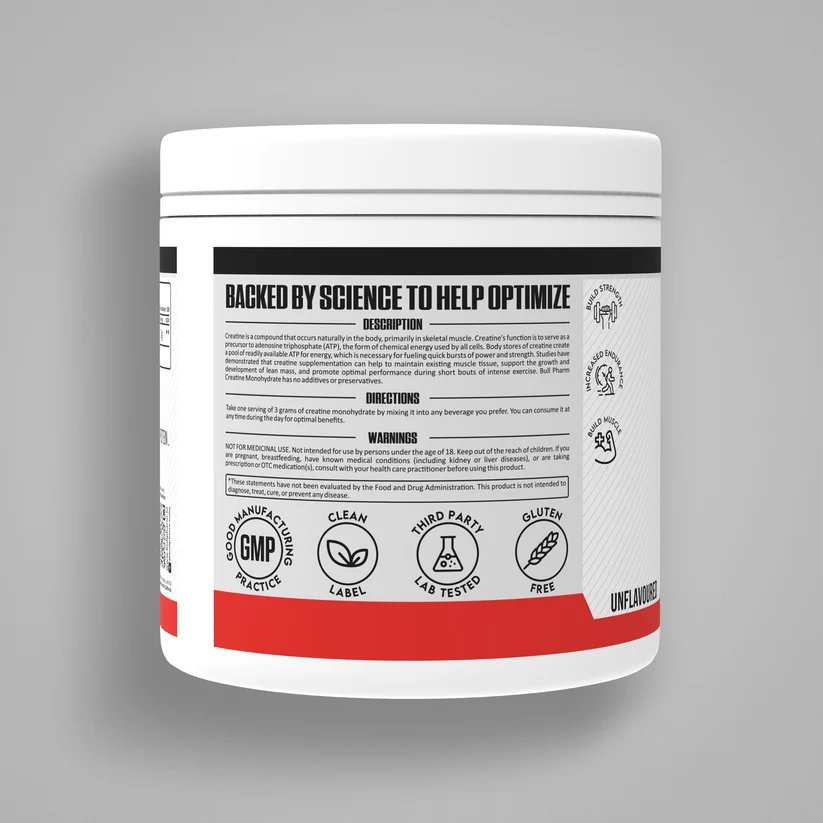 BACKED BY SCIENCE TO HELP OPTIMIZE
DESCRIPTION
Creatine is a compound that occurs naturally in the body, primarily in skeletal muscle. Creatine's function is to serve as a
precursor to adenosine triphosphate (ATP), the form of chemical energy used by all cells. Body stores of creatine create
a pool of readily available ATP for energy, which is necessary for fueling quick bursts of power and strength. Studies have
demonstrated that creatine supplementation can help to maintain existing muscle tissue, support the growth and
development of lean mass, and promote optimal performance during short bouts of intense exercise. Bull Pharm
Creatine Monohydrate has no additives or preservatives.
DIRECTIONS
Take one serving of 3 grams of creatine monohydrate by mixing it into any beverage you prefer. You can consume it at
any time during the day for optimal benefits.
WARNINGS
NOT FOR MEDICINAL USE. Not intended for use by persons under the age of 18. Keep out of the reach of children. If you
are pregnant, breastfeeding, have known medical conditions (including kidney or liver diseases), or are taking
prescription or OTC medication(s), consult with your health care practitioner before using this product.
*These statements have not been evaluated by the Food and Drug Administration. This product is not intended to
diagnose, treat, cure, or prevent any disease.
GOOD MANUFACTURING
GMP
PRACTICE
CLEAN
LABEL
THIRD PARTY
LAB TESTED
GLUTEN
FREE
BUILD STRENGTH
INCREASED ENDURANCE
BUILD MUSCLE
UNFLAVOURED